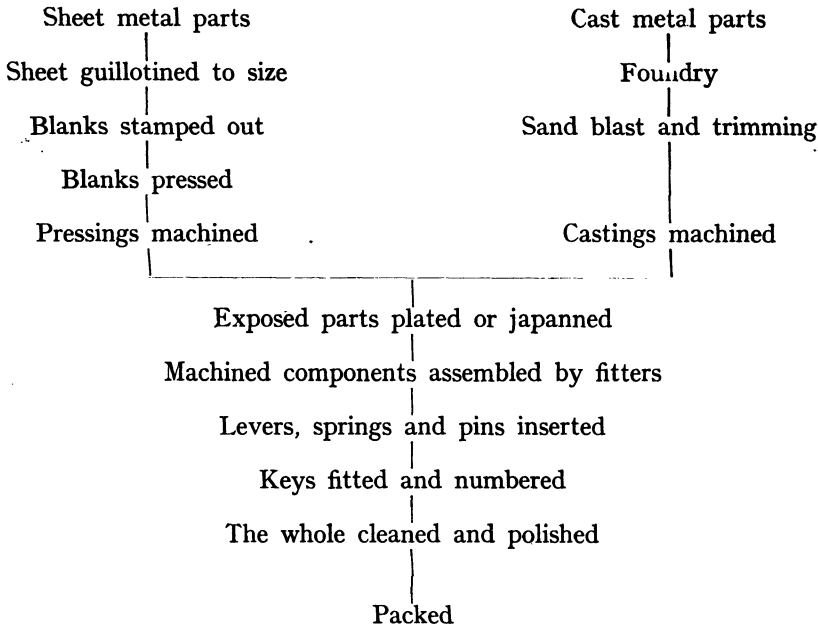 Sheet metal parts
Cast metal parts
Sheet guillotined to size
Foundry
Blanks stamped out
Sand blast and trimming
Blanks pressed
Pressings machined
Castings machined
Exposed parts plated or japanned
Machined components assembled by fitters
Levers, springs and pins inserted
Keys fitted and numbered
The whole cleaned and polished
Packed